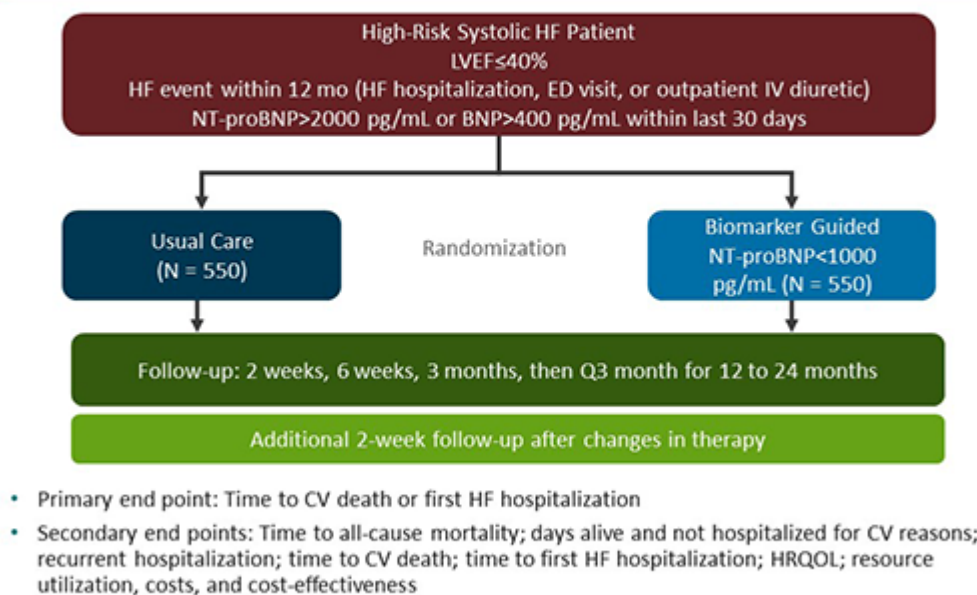 High-Risk Systolic HF Patient
LVEF≤40%
HF event within 12 mo (HF hospitalization, ED visit, or outpatient IV diuretic)
NT-proBNP>2000 pg/mL or BNP>400 pg/mL within last 30 days
Usual Care
(N = 550)
Randomization
Biomarker Guided
NT-proBNP<1000
pg/mL (N = 550)
Follow-up: 2 weeks, 6 weeks, 3 months, then Q3 month for 12 to 24 months
Additional 2-week follow-up after changes in therapy
• Primary end point: Time to CV death or first HF hospitalization
• Secondary end points: Time to all-cause mortality; days alive and not hospitalized for CV reasons;
recurrent hospitalization; time to CV death; time to first HF hospitalization; HRQOL; resource
utilization, costs, and cost-effectiveness